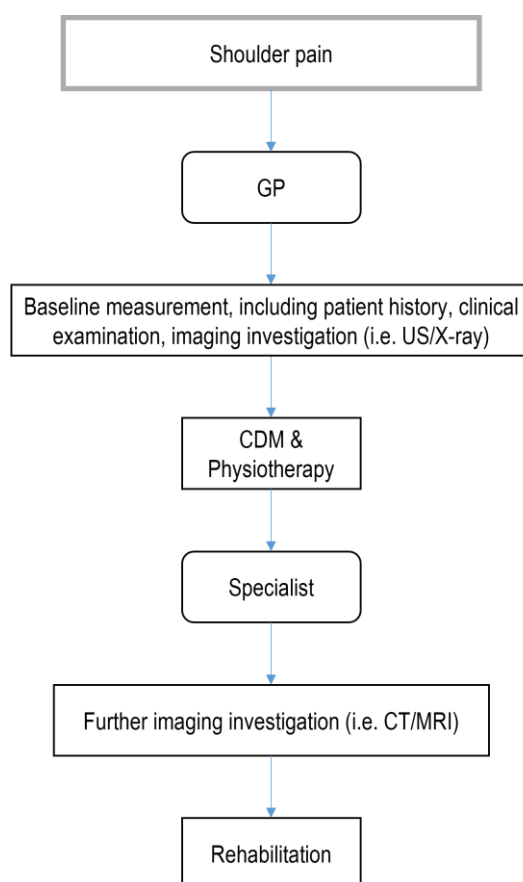 Shoulder pain
GP
Baseline measurement, including patient history, clinical
examination, imaging investigation (i.e. US/X-ray)
CDM &
Physiotherapy
Specialist
Further imaging investigation (i.e. CT/MRI)
Rehabilitation